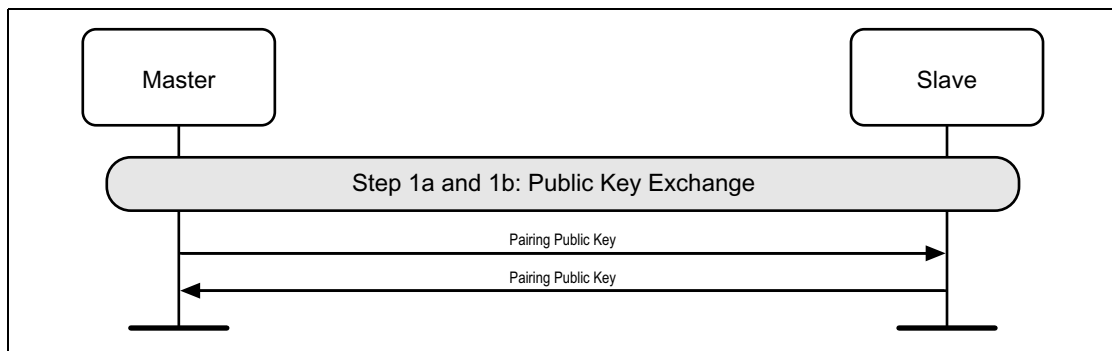 Master
Slave
Step 1a and 1b: Public Key Exchange
Pairing Public Key
Pairing Public Key